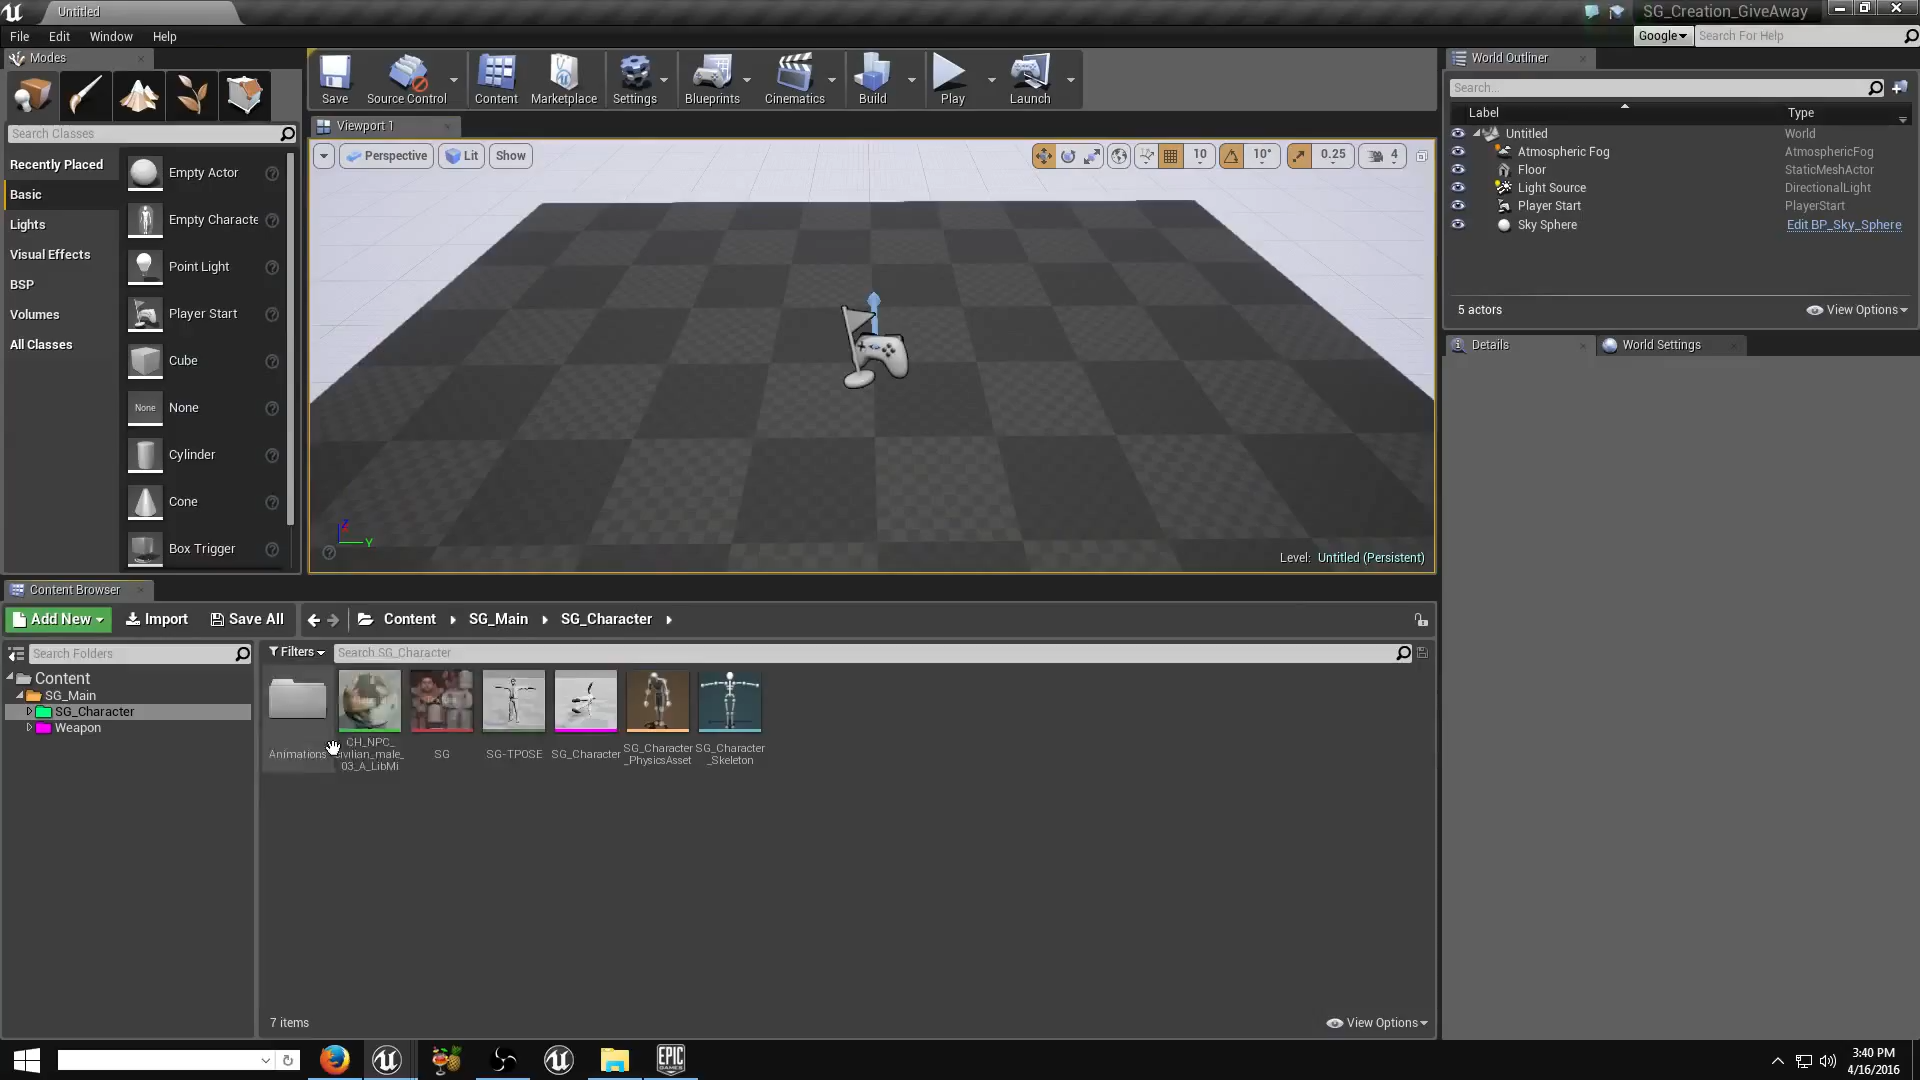 Untitled
SG_Creation_GiveAway
File Edit Window Help
Google
Search For Help
Modes
Search Classes
Recently Placed
Basic
Lights
Visual Effects
BSP
Volumes
All Classes
Empty Actor
Empty Characte
Point Light
Player Start
Cube
None
None
Cylinder
Cone
Box Trigger
Save
Source Control
Content
Marketplace
Settings
Blueprints
Cinematics
Build
Play
Launch
Viewport 1
Perspective
Lit
Show
10
10°
0.25
4
Z
Y
Level: Untitled (Persistent)
World Outliner
Search...
Label Type
Untitled World
Atmospheric Fog AtmosphericFog
Floor StaticMeshActor
Light Source DirectionalLight
Player Start PlayerStart
Sky Sphere Edit BP_Sky_Sphere
5 actors
View Options
Details
World Settings
Content Browser
Add New
Import
Save All
Content
SG_Main
SG_Character
Search Folders
Content
SG_Main
SG_Character
Weapon
Filters
Search SG_Character
Animations
CH_NPC_
civilian_male_
03_A_LibMi
SG
SG-TPOSE
SG_Character
SG_Character
_PhysicsAsset
SG_Character
_Skeleton
7 items
View Options
EPIC
GAMES
3:40 PM
4/16/2016